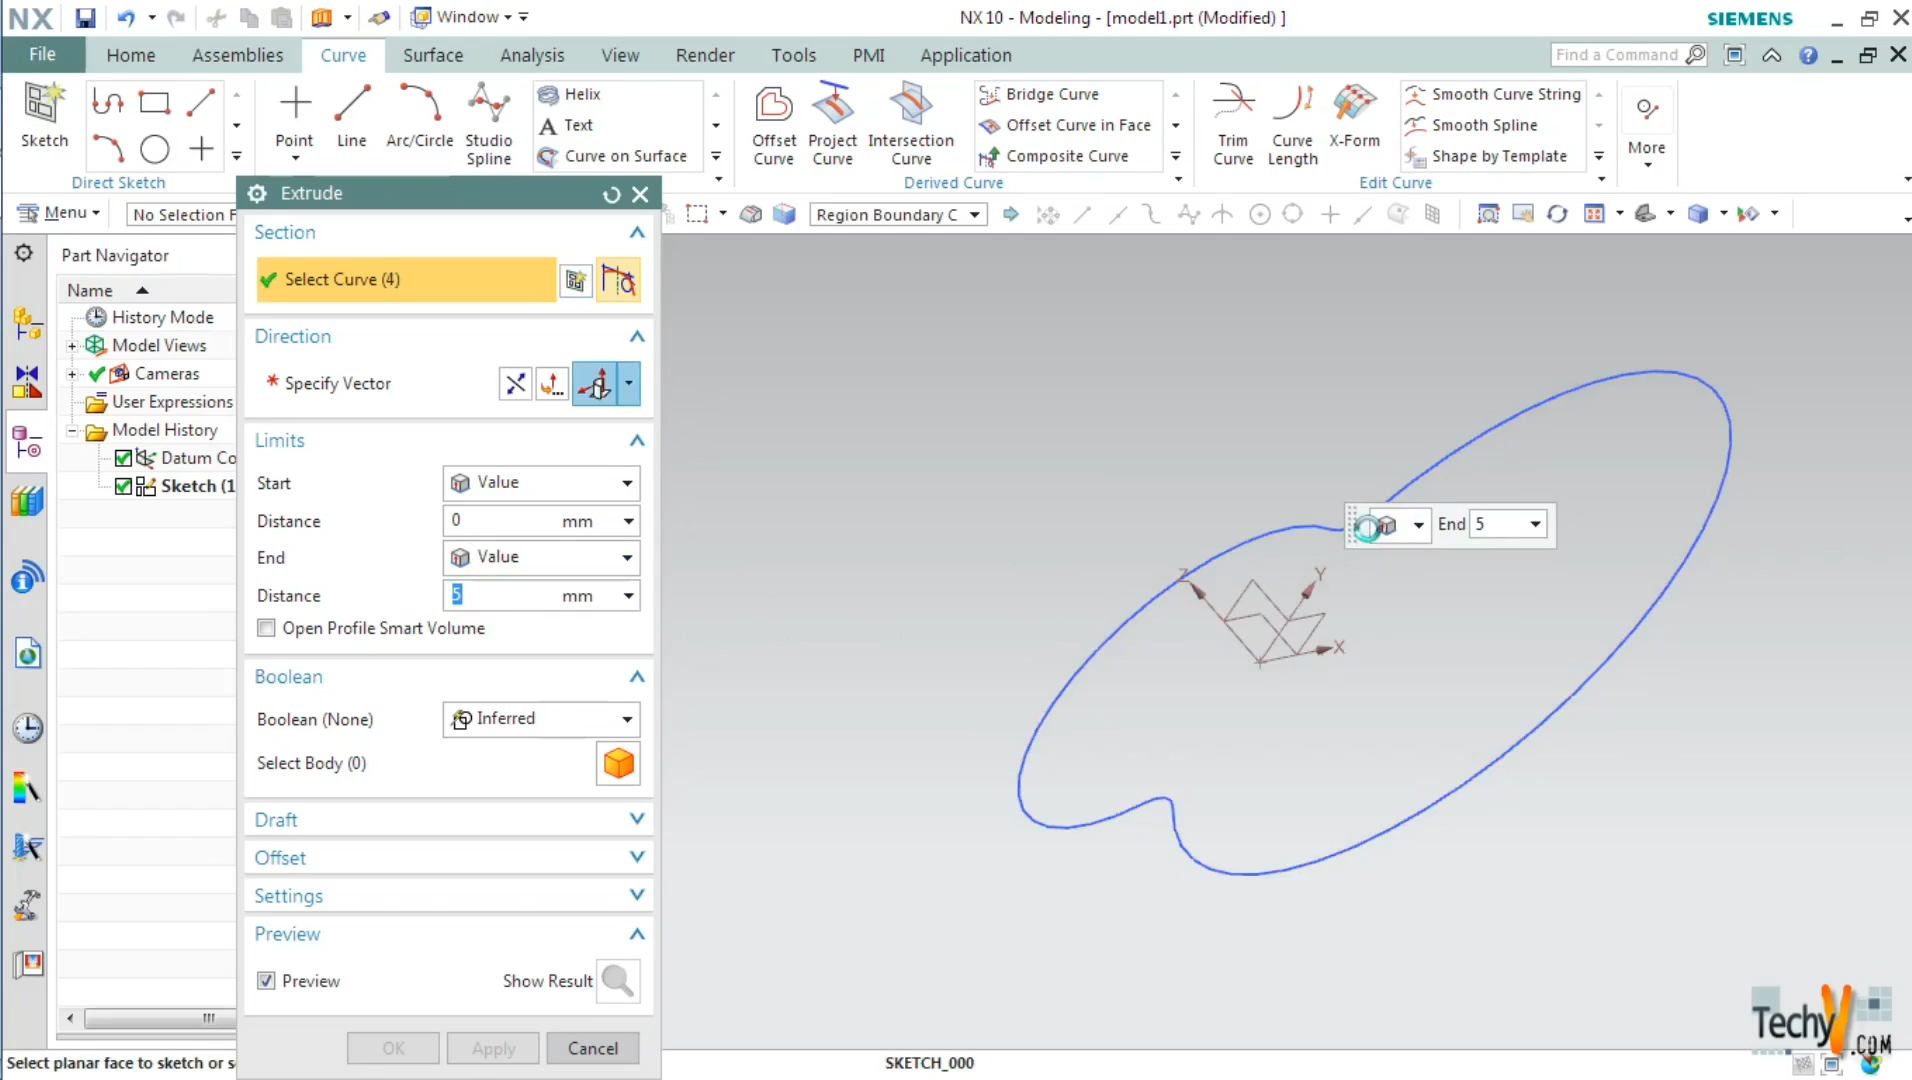 NX
Window
NX 10 - Modeling - [model1.prt (Modified) ]
SIEMENS
File
Home
Assemblies
Curve
Surface
Analysis
View
Render
Tools
PMI
Application
Find a Command
Sketch
Direct Sketch
Point
Line
Arc/Circle
Studio Spline
Helix
Text
Curve on Surface
Offset Curve
Project Curve
Intersection Curve
Bridge Curve
Offset Curve in Face
Composite Curve
Derived Curve
Trim Curve
Curve Length
X-Form
Smooth Curve String
Smooth Spline
Shape by Template
Edit Curve
More
Menu
No Selection F
Region Boundary C
Part Navigator
Name
History Mode
Model Views
Cameras
User Expressions
Model History
Datum Co
Sketch (1
Extrude
Section
Select Curve (4)
Direction
* Specify Vector
Limits
Start
Value
Distance
0 mm
End
Value
Distance
5 mm
Open Profile Smart Volume
Boolean
Boolean (None)
Inferred
Select Body (0)
Draft
Offset
Settings
Preview
Preview
Show Result
OK
Apply
Cancel
End 5
Z
Y
X
Select planar face to sketch or s
SKETCH_000
TechyV
.COM